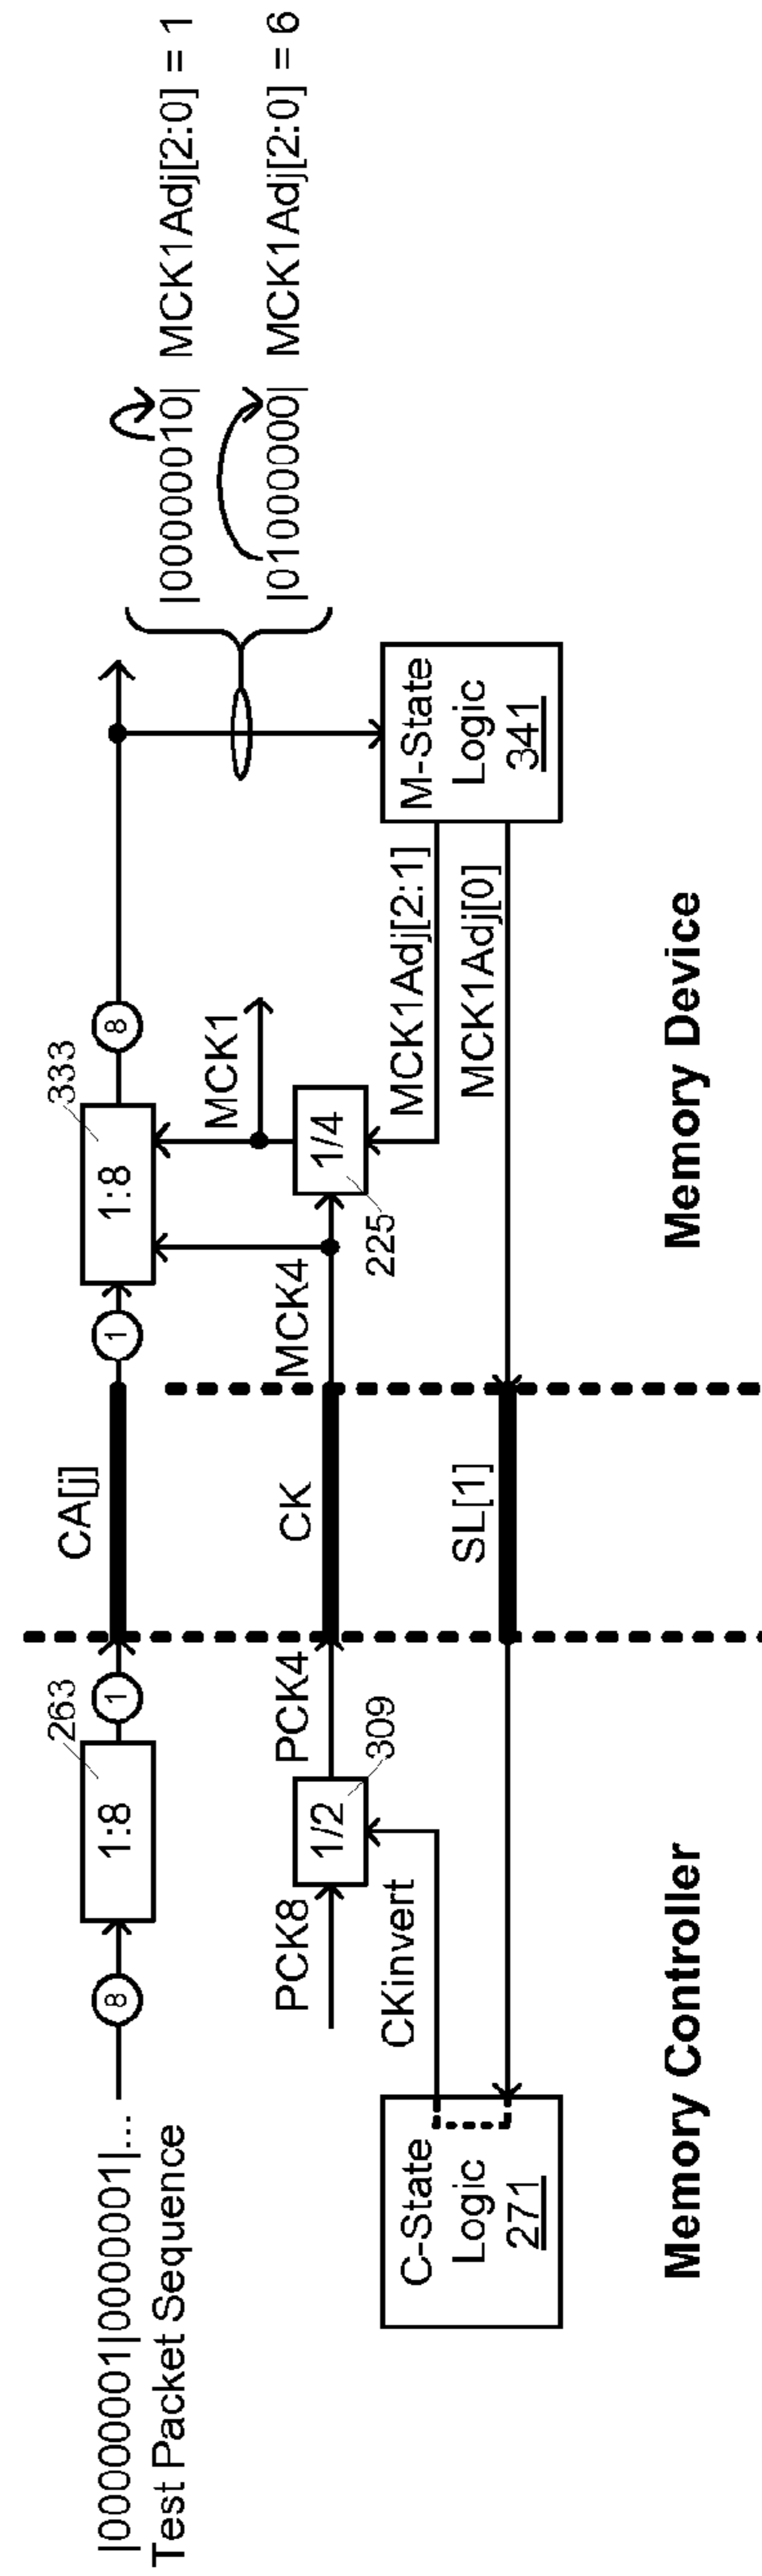 |00000001|0000001|...
Test Packet Sequence
8
263
1:8
1
CA[j]
1
333
1:8
8
|00000010| MCK1Adj[2:0] = 1
|01000000| MCK1Adj[2:0] = 6
PCK8
1/2
309
PCK4
CK
MCK4
225
1/4
MCK1
CKinvert
MCK1Adj[2:1]
MCK1Adj[0]
SL[1]
C-State
Logic
271
M-State
Logic
341
Memory Controller
Memory Device